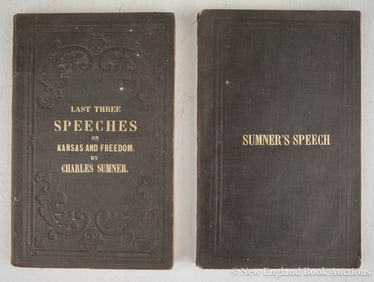 LAST THREE
SPEECHES
ON
KANSAS AND FREEDOM.
BY
CHARLES SUMNER.
SUMNER'S SPEECH
© New England Book Auctions